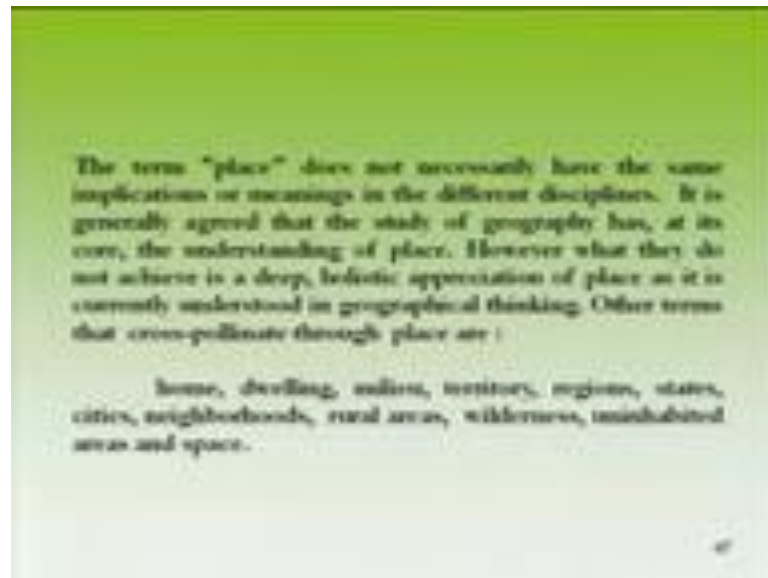 The term "place" does not necessarily have the same
implications or meanings in the different disciplines. It is
generally agreed that the study of geography has, at its
core, the understanding of place. However what they do
not achieve is a deep, holistic appreciation of place as it is
currently understood in geographical thinking. Other terms
that cross-pollinate through place are :
home, dwelling, milieu, territory, regions, states,
cities, neighborhoods, rural areas, wilderness, uninhabited
areas and space.